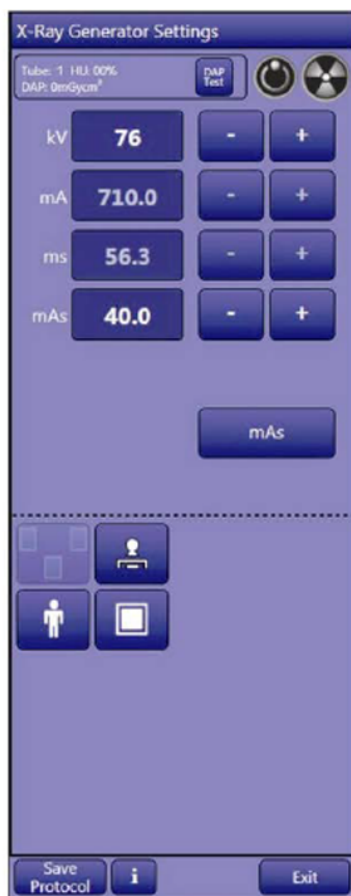 X-Ray Generator Settings
Tube: 1 HU: 00%
DAP: 0mGycm²
DAP
Test
kV 76 - +
mA 710.0 - +
ms 56.3 - +
mAs 40.0 - +
mAs
Save
Protocol
i
Exit